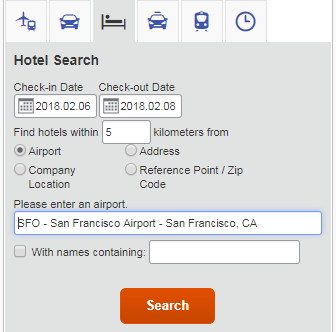 Hotel Search
Check-in Date Check-out Date
2018.02.06 2018.02.08
Find hotels within 5 kilometers from
Airport Address
Company Location Reference Point / Zip Code
Please enter an airport.
SFO - San Francisco Airport - San Francisco, CA
With names containing:
Search